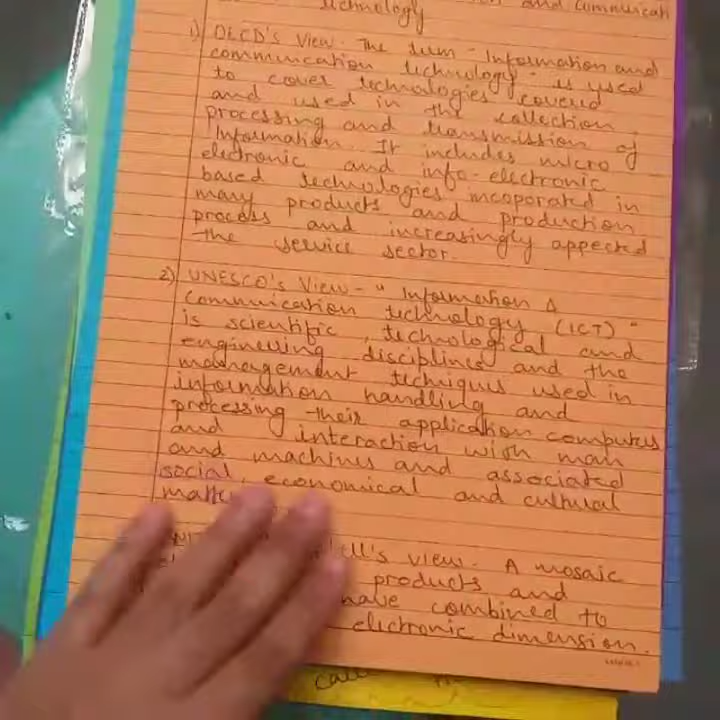 and Communicati
Technology
1) OECD's View - The term - Information and
communication technology - is used
to cover technologies covered
and used in the collection,
processing and transmission of
Information. It includes micro
electronic and info-electronic
based technologies incoporated in
many products and production
process and increasingly appected
the service sector.
2) UNESCO's View - " Information &
Communication technology (ICT) "
is scientific, technological and
engineering disciplines and the
management techniques used in
information handling and
processing their application computers
and interaction with man
and machines and associated
social, economical and cultural
matt
view. A mosaic
products and
have combined to
electronic dimension.